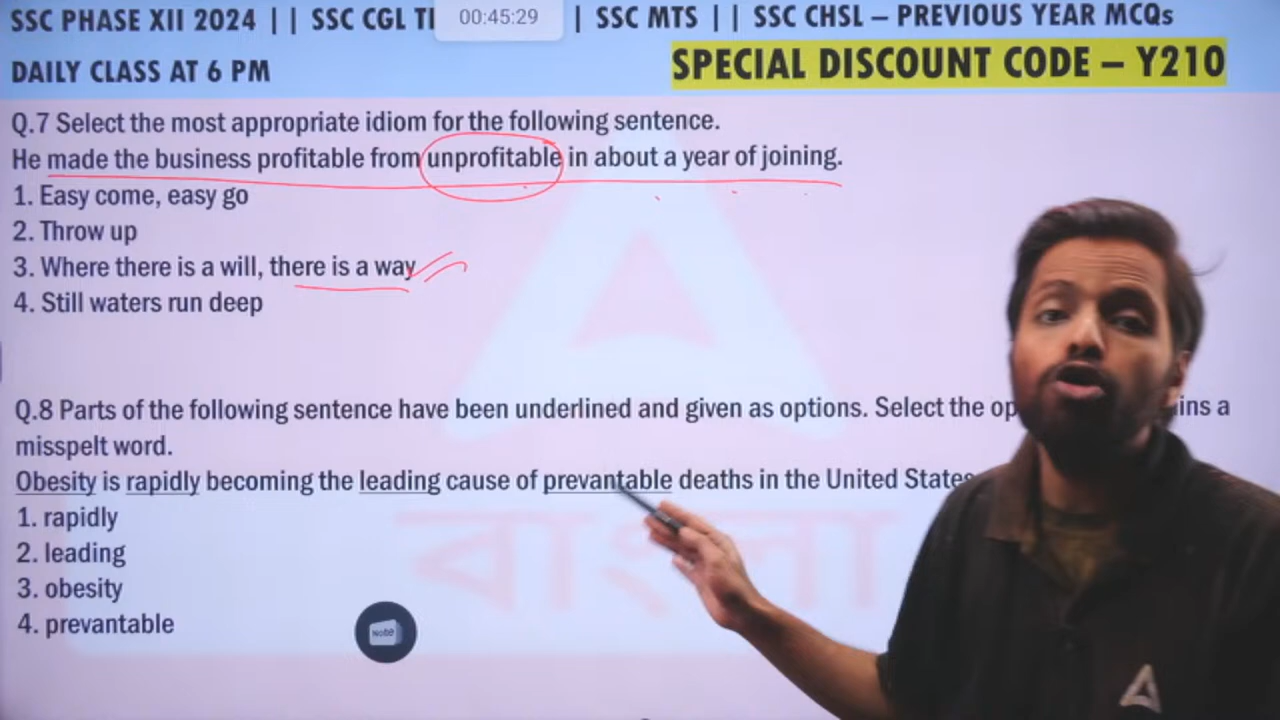 SSC PHASE XII 2024 || SSC CGL TI 00:45:29 | SSC MTS || SSC CHSL – PREVIOUS YEAR MCQs
DAILY CLASS AT 6 PM SPECIAL DISCOUNT CODE – Y210
Q.7 Select the most appropriate idiom for the following sentence.
He made the business profitable from unprofitable in about a year of joining.
1. Easy come, easy go
2. Throw up
3. Where there is a will, there is a way
4. Still waters run deep
Q.8 Parts of the following sentence have been underlined and given as options. Select the a
misspelt word.
Obesity is rapidly becoming the leading cause of prevantable deaths in the United States
1. rapidly
2. leading
3. obesity
4. prevantable
Note
বাংলা